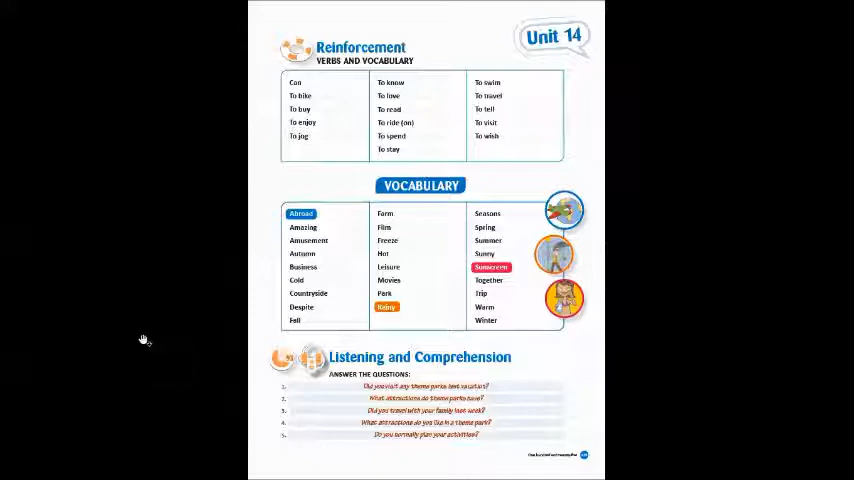 Unit 14
Reinforcement
VERBS AND VOCABULARY
Can
To bike
To buy
To enjoy
To jog
To know
To love
To read
To ride (on)
To spend
To stay
To swim
To travel
To tell
To visit
To wish
VOCABULARY
Abroad
Amazing
Amusement
Autumn
Business
Cold
Countryside
Despite
Fall
Farm
Film
Freeze
Hot
Leisure
Movies
Park
Rainy
Seasons
Spring
Summer
Sunny
Sunscreen
Together
Trip
Warm
Winter
Listening and Comprehension
ANSWER THE QUESTIONS:
1. Did you visit any theme parks last vacation?
2. What attractions do theme parks have?
3. Did you travel with your family last week?
4. What attractions do you like in a theme park?
5. Do you normally plan your activities?